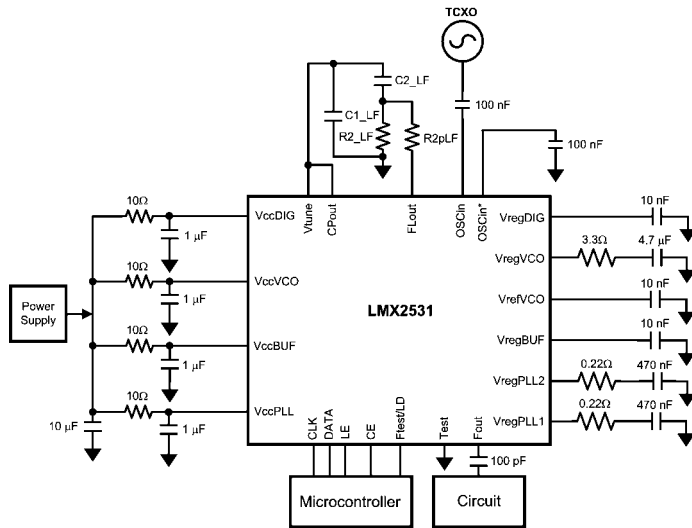 TCXO
C2_LF
100 nF
C1_LF
R2_LF
R2pLF
100 nF
10Ω
VccDIG
1 µF
Vtune
CPout
FLout
OSCin
OSCin*
VregDIG
10 nF
3.3Ω
4.7 µF
VregVCO
10Ω
VccVCO
1 µF
Power
Supply
LMX2531
VrefVCO
10 nF
10Ω
VccBUF
1 µF
VregBUF
10 nF
0.22Ω
470 nF
VregPLL2
10Ω
VccPLL
10 µF
1 µF
0.22Ω
470 nF
VregPLL1
CLK
DATA
LE
CE
Ftest/LD
Test
Fout
100 pF
Microcontroller
Circuit